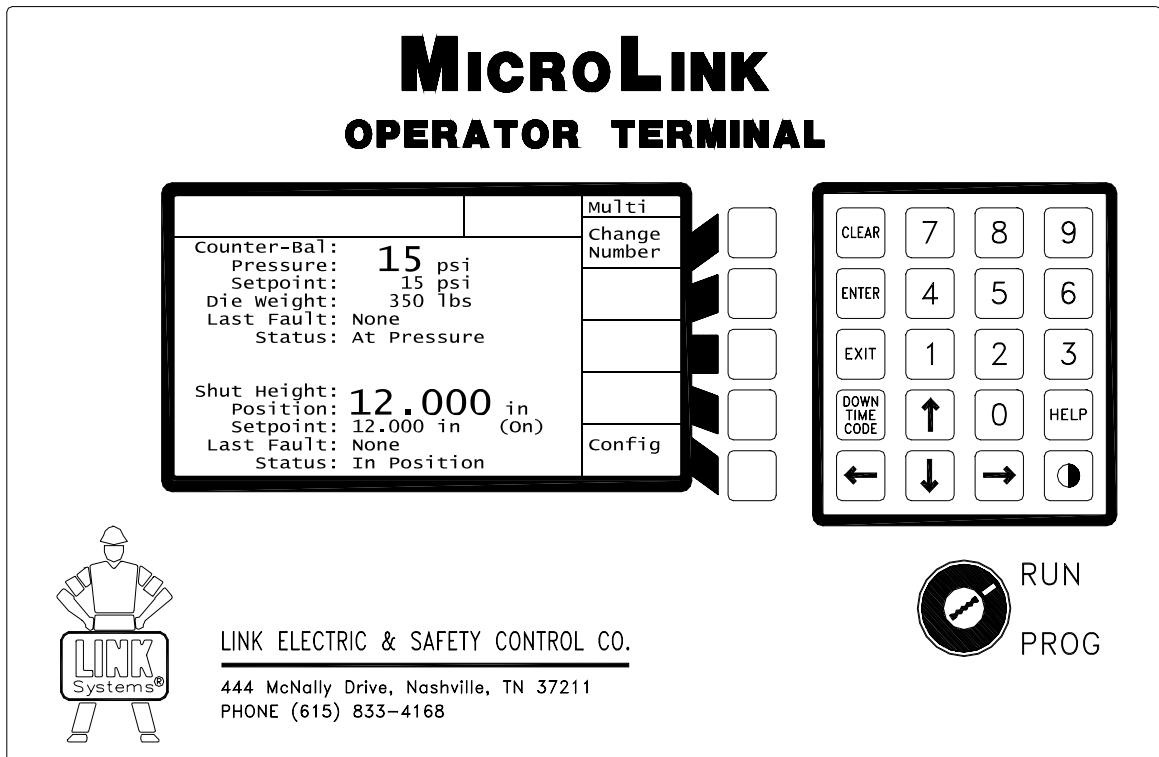 MICROLINK
OPERATOR TERMINAL
Multi
Change
Number
Counter-Bal:
Pressure: 15 psi
Setpoint: 15 psi
Die Weight: 350 lbs
Last Fault: None
Status: At Pressure
Shut Height:
Position: 12.000 in
Setpoint: 12.000 in (On)
Last Fault: None
Status: In Position
Config
CLEAR 7 8 9
ENTER 4 5 6
EXIT 1 2 3
DOWN
TIME
CODE
↑ 0 HELP
← ↓ →
RUN
PROG
LINK
Systems®
LINK ELECTRIC & SAFETY CONTROL CO.
444 McNally Drive, Nashville, TN 37211
PHONE (615) 833-4168